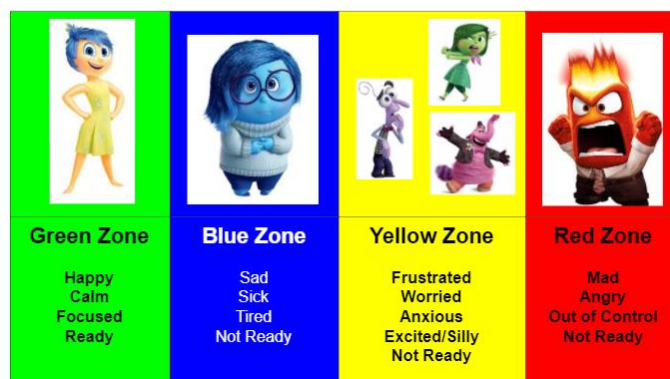 Green Zone
Happy
Calm
Focused
Ready
Blue Zone
Sad
Sick
Tired
Not Ready
Yellow Zone
Frustrated
Worried
Anxious
Excited/Silly
Not Ready
Red Zone
Mad
Angry
Out of Control
Not Ready